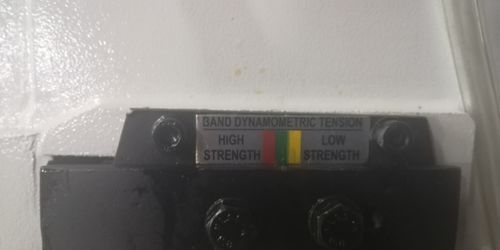 BAND DYNAMOMETRIC TENSION
HIGH LOW
STRENGTH STRENGTH